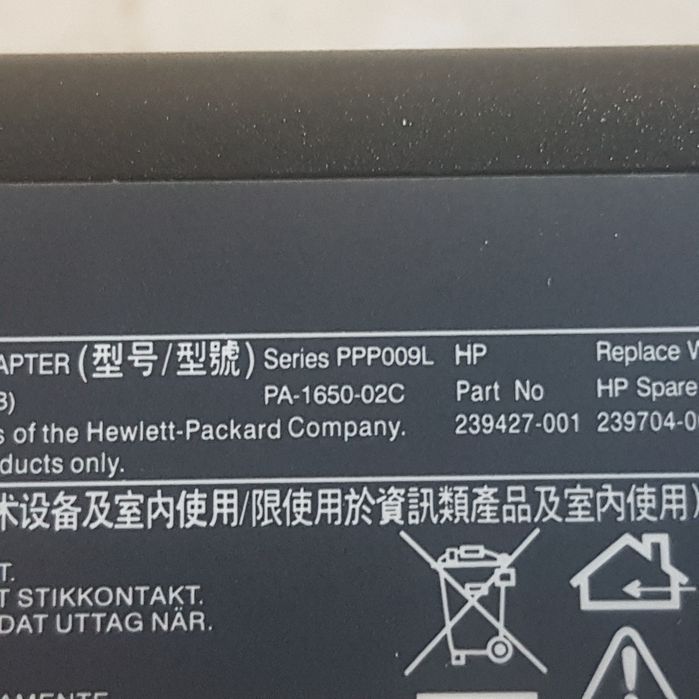 APTER (型号/型號) Series PPP009L HP Replace W
3) PA-1650-02C Part No HP Spare
s of the Hewlett-Packard Company. 239427-001 239704-0
ducts only.
术设备及室内使用/限使用於資訊類產品及室內使用)
T.
T STIKKONTAKT.
DAT UTTAG NÄR.